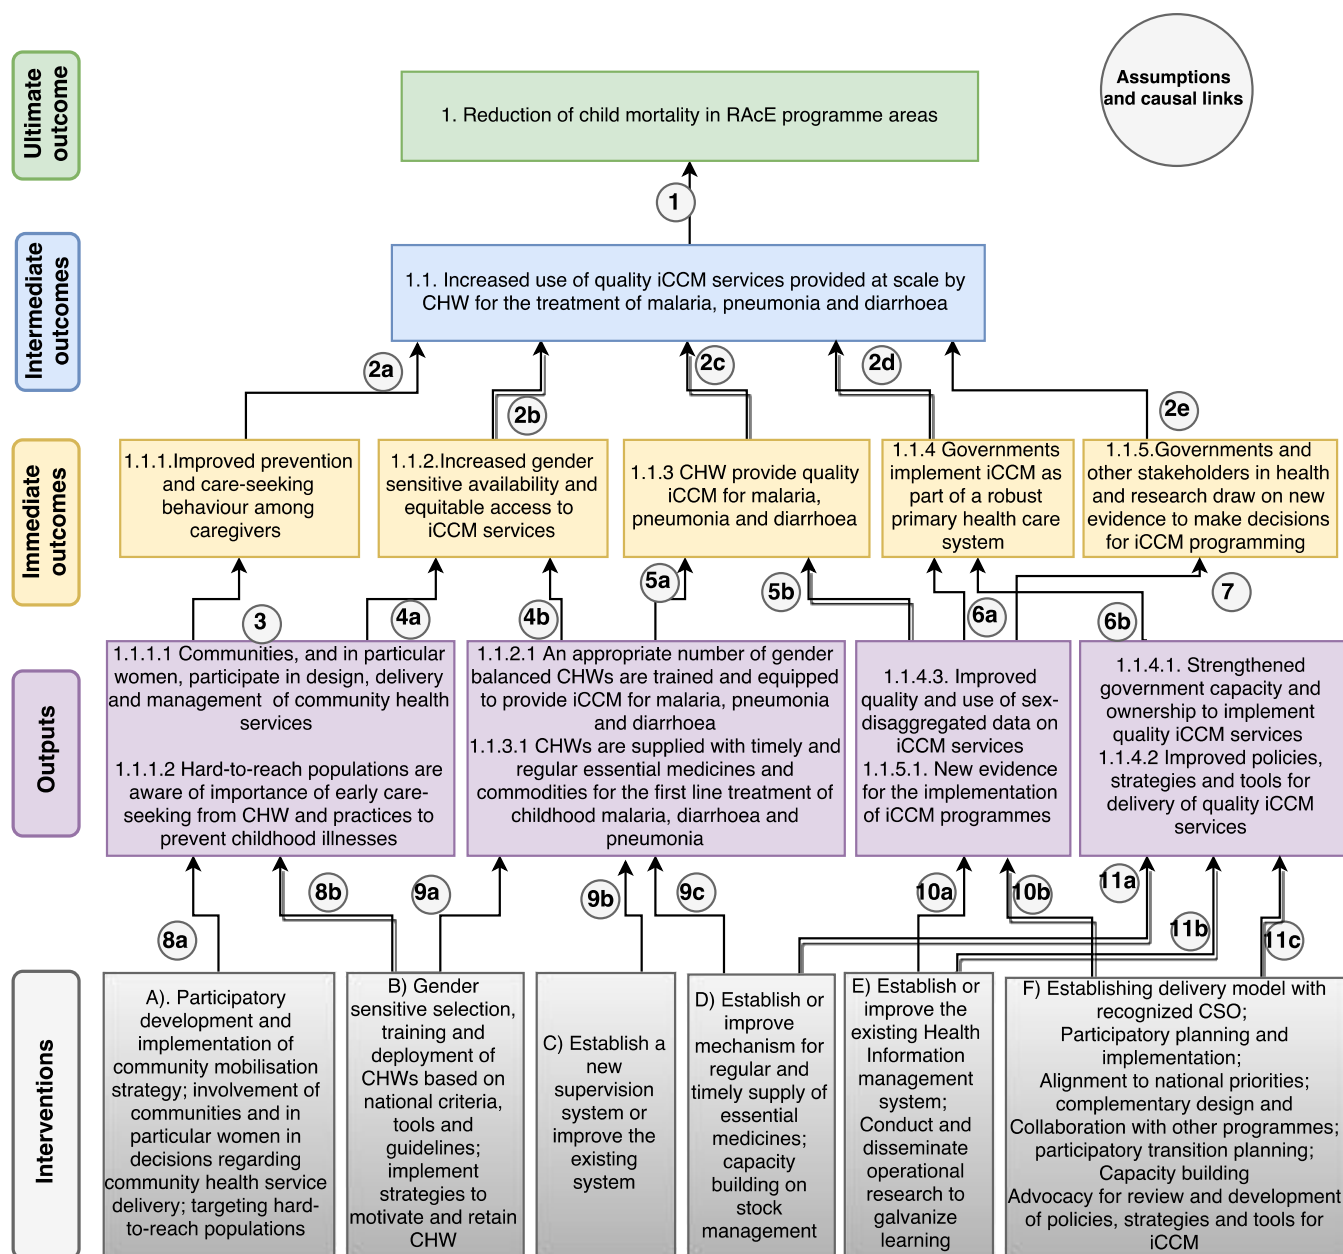 Assumptions
and causal links
Ultimate
outcome
1. Reduction of child mortality in RAcE programme areas
1
Intermediate
outcomes
1.1. Increased use of quality iCCM services provided at scale by
CHW for the treatment of malaria, pneumonia and diarrhoea
2a
2b
2c
2d
2e
Immediate
outcomes
1.1.1.Improved prevention
and care-seeking
behaviour among
caregivers
1.1.2.Increased gender
sensitive availability and
equitable access to
iCCM services
1.1.3 CHW provide quality
iCCM for malaria,
pneumonia and diarrhoea
1.1.4 Governments
implement iCCM as
part of a robust
primary health care
system
1.1.5.Governments and
other stakeholders in health
and research draw on new
evidence to make decisions
for iCCM programming
3
4a
4b
5a
5b
6a
6b
7
Outputs
1.1.1.1 Communities, and in particular
women, participate in design, delivery
and management of community health
services
1.1.1.2 Hard-to-reach populations are
aware of importance of early care-
seeking from CHW and practices to
prevent childhood illnesses
1.1.2.1 An appropriate number of gender
balanced CHWs are trained and equipped
to provide iCCM for malaria, pneumonia
and diarrhoea
1.1.3.1 CHWs are supplied with timely and
regular essential medicines and
commodities for the first line treatment of
childhood malaria, diarrhoea and
pneumonia
1.1.4.3. Improved
quality and use of sex-
disaggregated data on
iCCM services
1.1.5.1. New evidence
for the implementation
of iCCM programmes
1.1.4.1. Strengthened
government capacity and
ownership to implement
quality iCCM services
1.1.4.2 Improved policies,
strategies and tools for
delivery of quality iCCM
services
8a
8b
9a
9b
9c
10a
10b
11a
11b
11c
Interventions
A). Participatory
development and
implementation of
community mobilisation
strategy; involvement of
communities and in
particular women in
decisions regarding
community health service
delivery; targeting hard-
to-reach populations
B) Gender
sensitive selection,
training and
deployment of
CHWs based on
national criteria,
tools and
guidelines;
implement
strategies to
motivate and retain
CHW
C) Establish a
new
supervision
system or
improve the
existing
system
D) Establish or
improve
mechanism for
regular and
timely supply of
essential
medicines;
capacity
building on
stock
management
E) Establish or
improve the
existing Health
Information
management
system;
Conduct and
disseminate
operational
research to
galvanize
learning
F) Establishing delivery model with
recognized CSO;
Participatory planning and
implementation;
Alignment to national priorities;
complementary design and
Collaboration with other programmes;
participatory transition planning;
Capacity building
Advocacy for review and development
of policies, strategies and tools for
iCCM